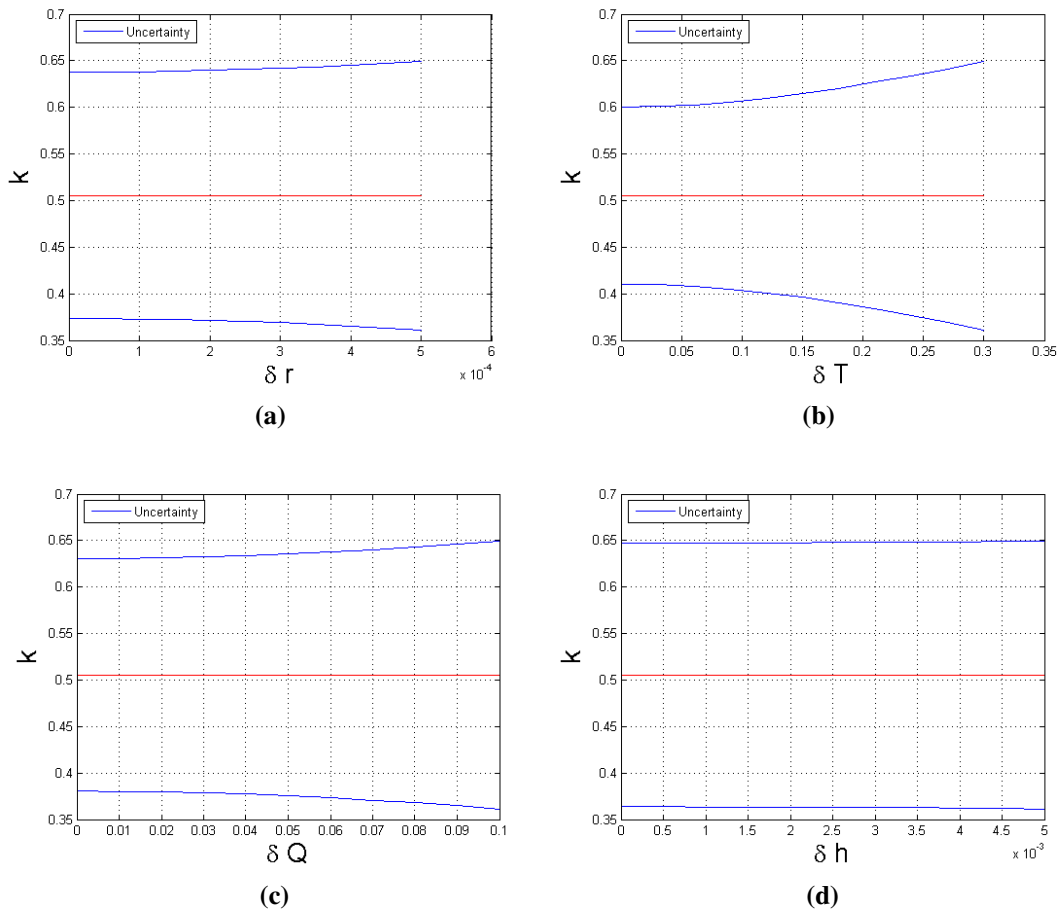 0.7
Uncertainty
0.65
0.6
0.55
k
0.5
0.45
0.4
0.35
0 1 2 3 4 5 6
δ r
x 10⁻⁴
(a)
0.7
Uncertainty
0.65
0.6
0.55
k
0.5
0.45
0.4
0.35
0 0.05 0.1 0.15 0.2 0.25 0.3 0.35
δ T
(b)
0.7
Uncertainty
0.65
0.6
0.55
k
0.5
0.45
0.4
0.35
0 0.01 0.02 0.03 0.04 0.05 0.06 0.07 0.08 0.09 0.1
δ Q
(c)
0.7
Uncertainty
0.65
0.6
0.55
k
0.5
0.45
0.4
0.35
0 0.5 1 1.5 2 2.5 3 3.5 4 4.5 5
δ h
x 10⁻³
(d)